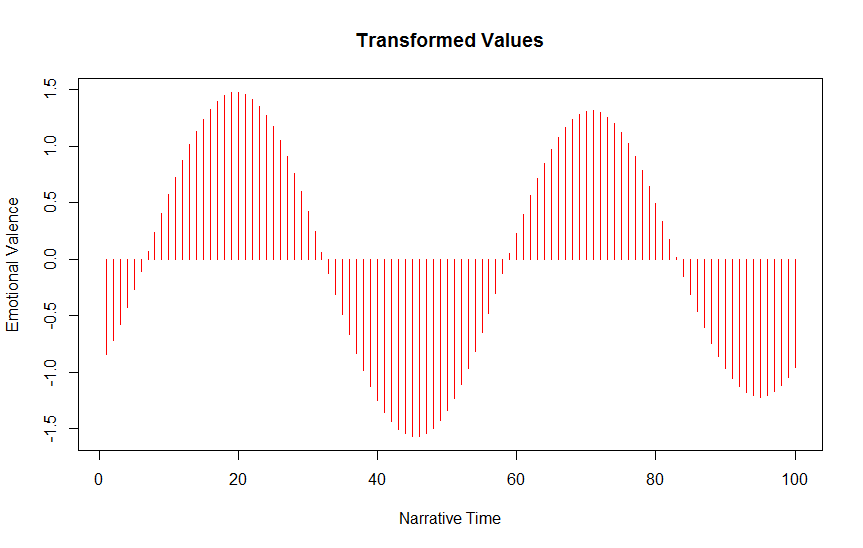 Transformed Values
Emotional Valence
1.5
1.0
0.5
0.0
-0.5
-1.0
-1.5
0 20 40 60 80 100
Narrative Time